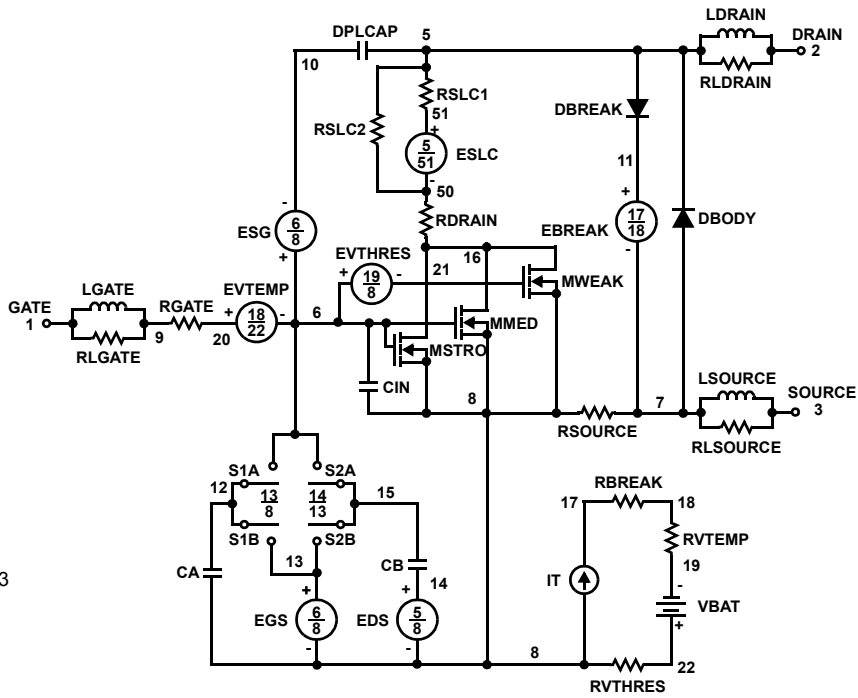 LDRAIN
DPLCAP 5 DRAIN
10 2
RLDRAIN
RSLC1
51
DBREAK
RSLC2
+
5
51
ESLC
11
-
50
-
+
17
18
DBODY
6
8
ESG
RDRAIN
EBREAK
+
EVTHRES
16
-
+ 19 - 21
8
MWEAK
LGATE EVTEMP
GATE RGATE + 18 - 6
1 22
MMED
9 20
RLGATE
MSTRO
LSOURCE
CIN 8 7 SOURCE
3
RSOURCE
RLSOURCE
S1A S2A
12 13 14 15
8 13
RBREAK
17 18
S1B S2B
RVTEMP
13
CB 19
CA
3
IT -
14
+ +
VBAT
EGS 6 EDS 5
8 8
+
- -
8 22
RVTHRES